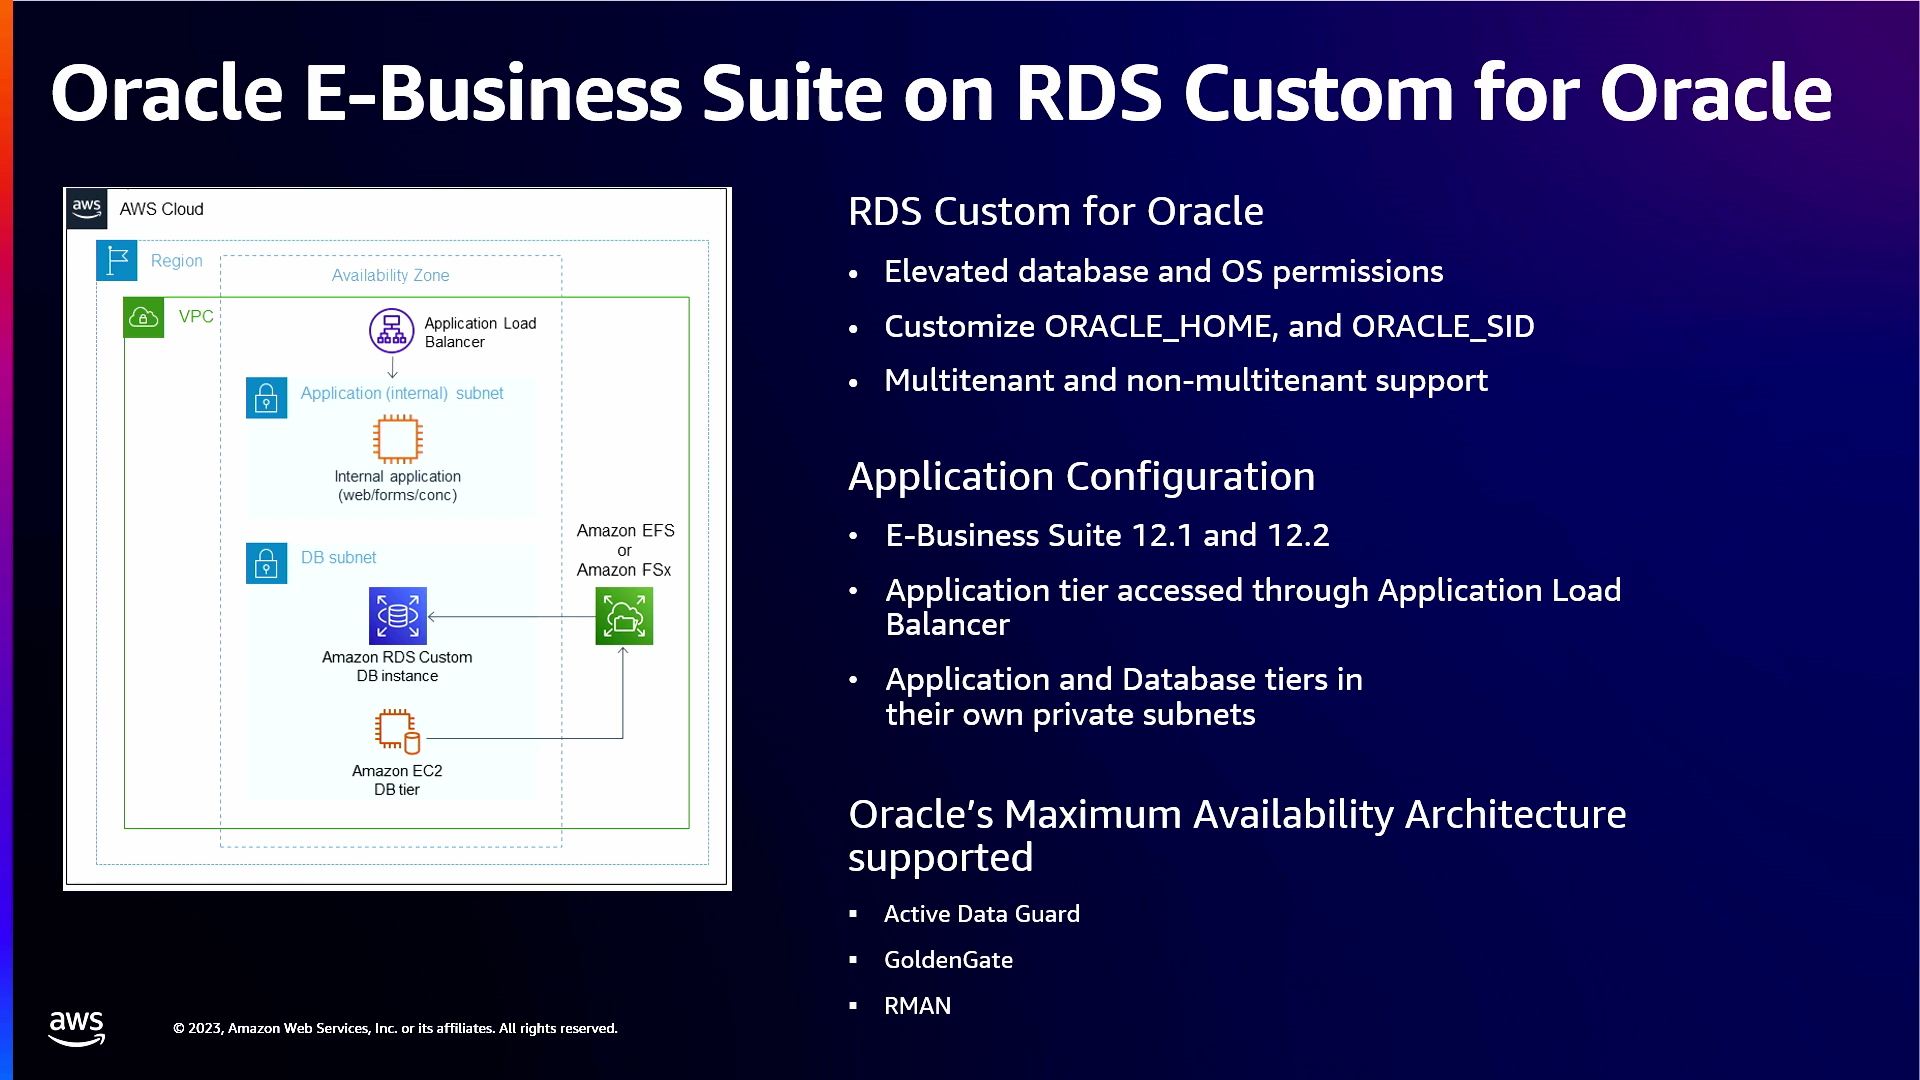 Oracle E-Business Suite on RDS Custom for Oracle
aws
AWS Cloud
Region
Availability Zone
VPC
Application Load
Balancer
Application (internal) subnet
Internal application
(web/forms/conc)
Amazon EFS
or
Amazon FSx
DB subnet
Amazon RDS Custom
DB instance
Amazon EC2
DB tier
RDS Custom for Oracle
• Elevated database and OS permissions
• Customize ORACLE_HOME, and ORACLE_SID
• Multitenant and non-multitenant support
Application Configuration
• E-Business Suite 12.1 and 12.2
• Application tier accessed through Application Load
Balancer
• Application and Database tiers in
their own private subnets
Oracle’s Maximum Availability Architecture
supported
▪ Active Data Guard
▪ GoldenGate
▪ RMAN
aws
© 2023, Amazon Web Services, Inc. or its affiliates. All rights reserved.